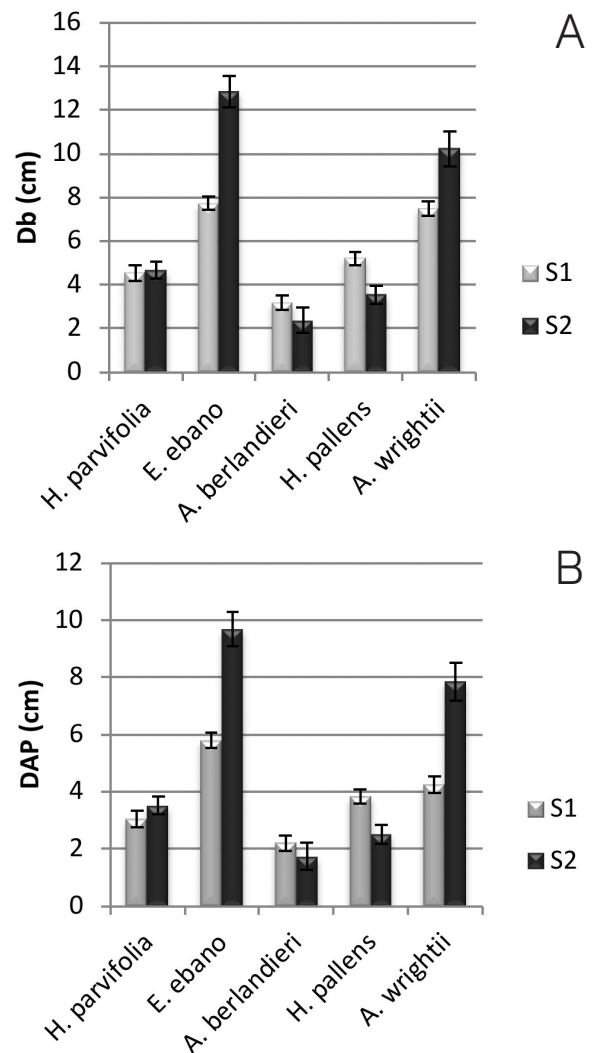 A
16
14
12
10
8
6
4
2
0
Db (cm)
H. parvifolia
E. ebano
A. berlandieri
H. pallens
A. wrightii
S1
S2
B
12
10
8
6
4
2
0
DAP (cm)
H. parvifolia
E. ebano
A. berlandieri
H. pallens
A. wrightii
S1
S2